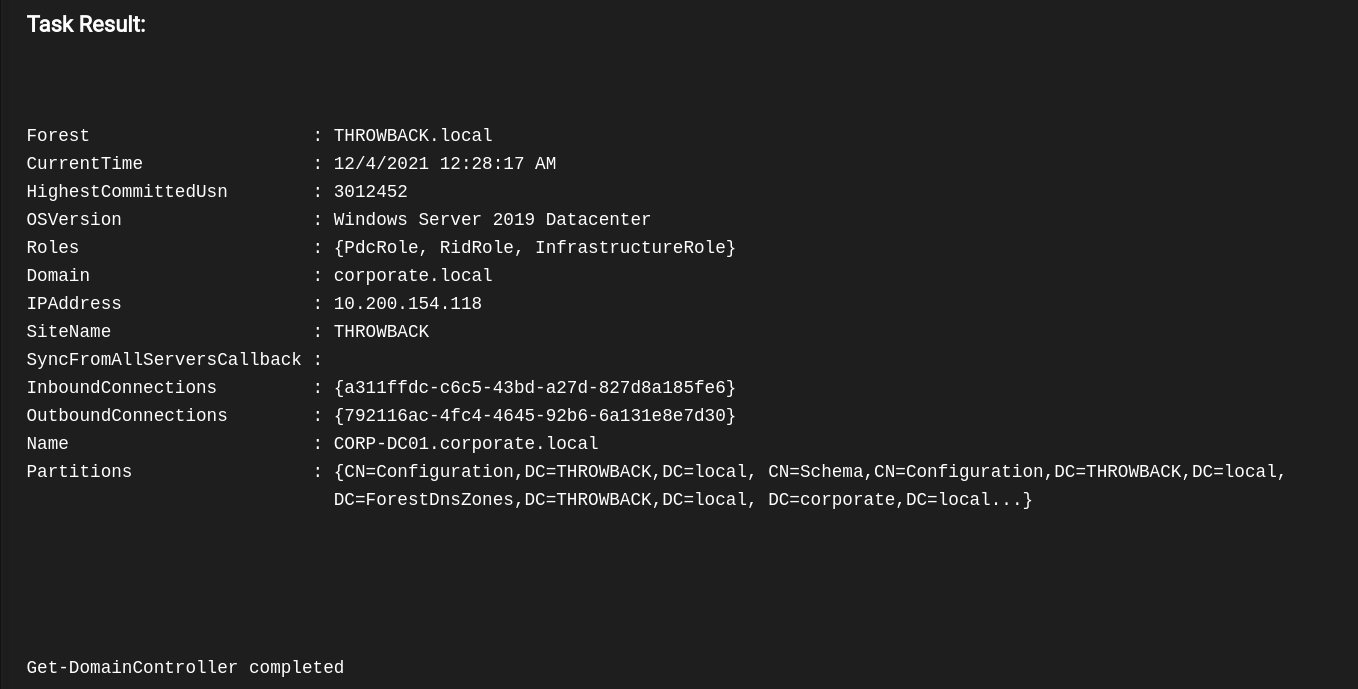 Task Result:
Forest                     : THROWBACK.local
CurrentTime                : 12/4/2021 12:28:17 AM
HighestCommittedUsn        : 3012452
OSVersion                  : Windows Server 2019 Datacenter
Roles                      : {PdcRole, RidRole, InfrastructureRole}
Domain                     : corporate.local
IPAddress                  : 10.200.154.118
SiteName                   : THROWBACK
SyncFromAllServersCallback :
InboundConnections         : {a311ffdc-c6c5-43bd-a27d-827d8a185fe6}
OutboundConnections        : {792116ac-4fc4-4645-92b6-6a131e8e7d30}
Name                       : CORP-DC01.corporate.local
Partitions                 : {CN=Configuration,DC=THROWBACK,DC=local, CN=Schema,CN=Configuration,DC=THROWBACK,DC=local,
                             DC=ForestDnsZones,DC=THROWBACK,DC=local, DC=corporate,DC=local...}
Get-DomainController completed